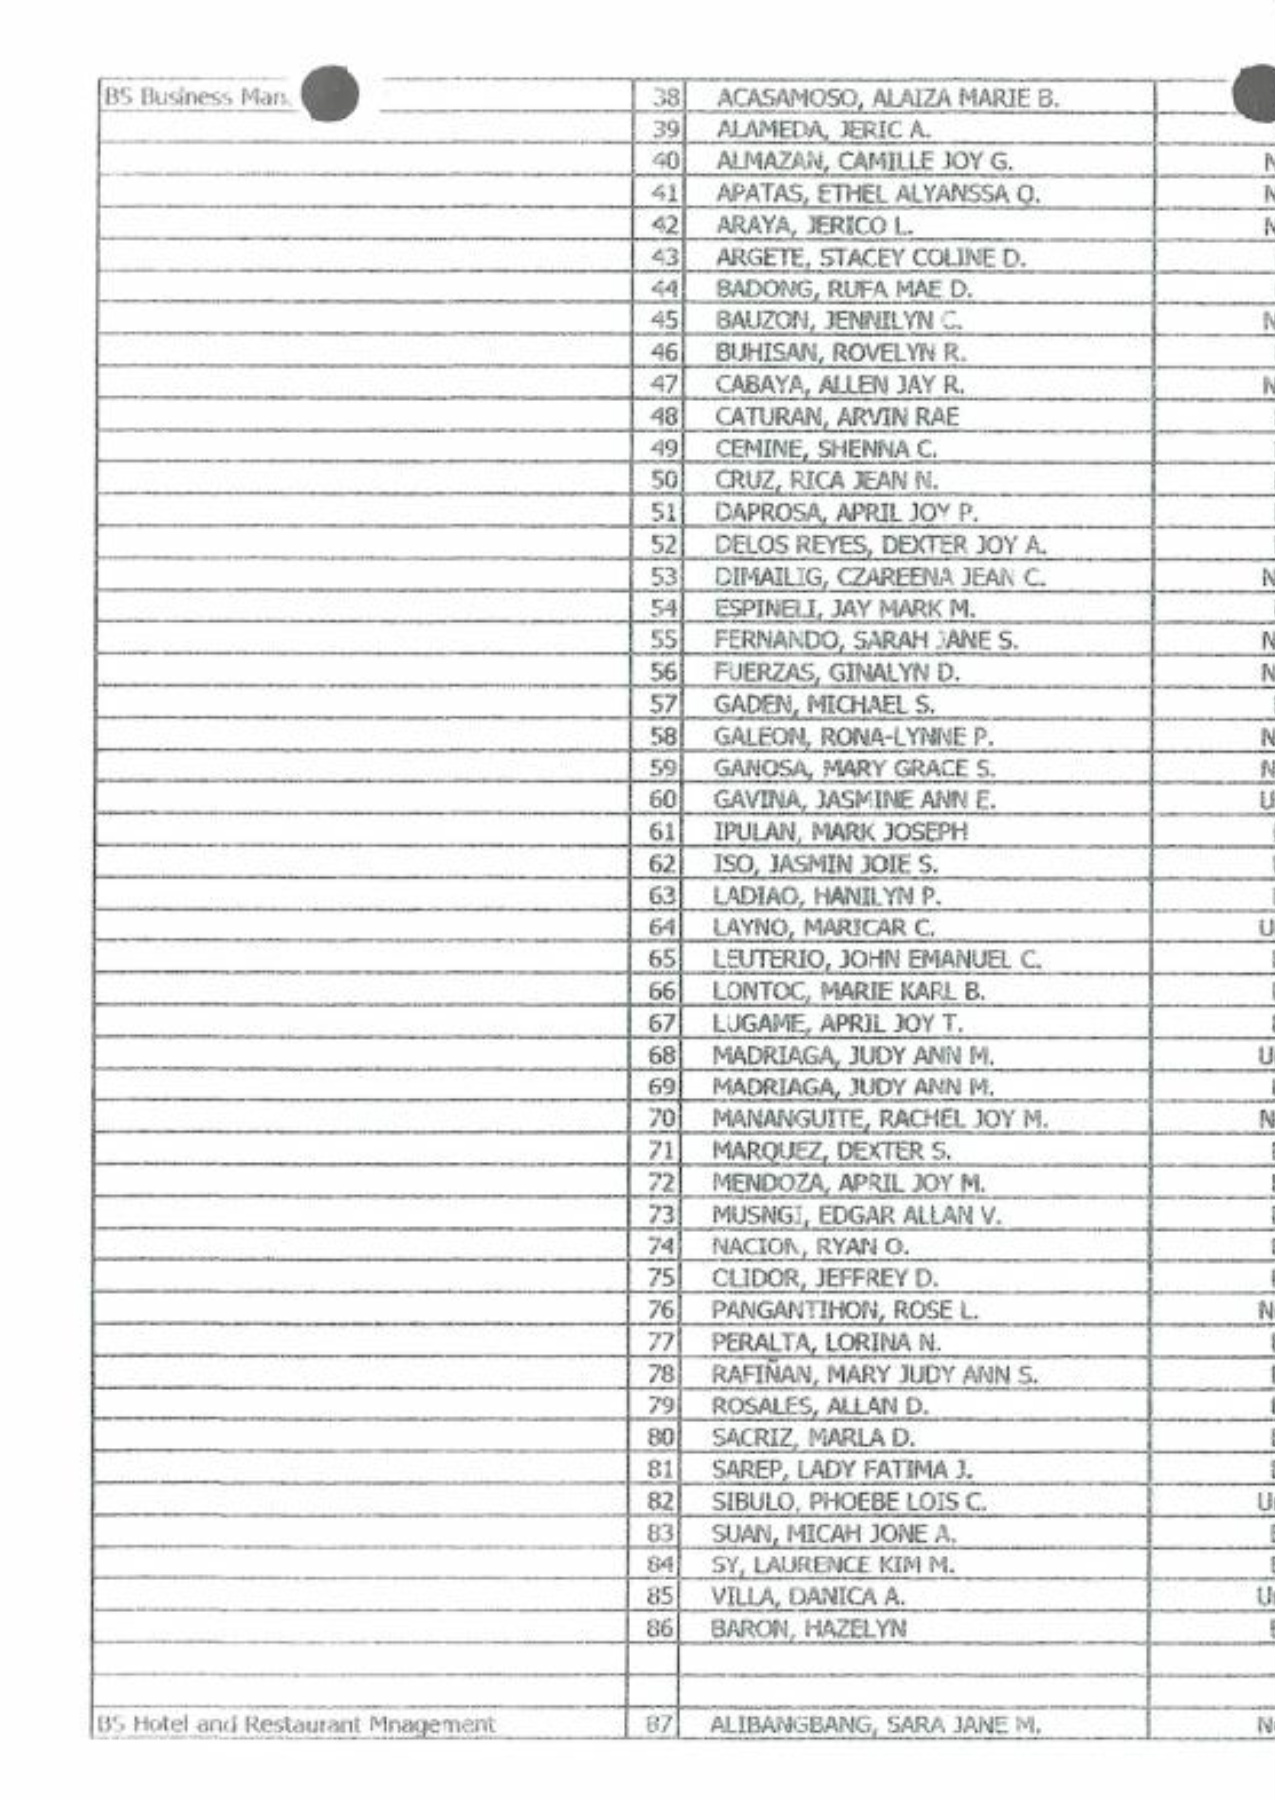 BS Business Man. 38 ACASAMOSO, ALAIZA MARIE B.
39 ALAMEDA, JERIC A.
40 ALMAZAN, CAMILLE JOY G. N
41 APATAS, ETHEL ALYANSSA Q. N
42 ARAYA, JERICO L. N
43 ARGETE, STACEY COLINE D.
44 BADONG, RUFA MAE D.
45 BAUZON, JENNILYN C. N
46 BUHISAN, ROVELYN R.
47 CABAYA, ALLEN JAY R. N
48 CATURAN, ARVIN RAE
49 CEMINE, SHENNA C.
50 CRUZ, RICA JEAN N.
51 DAPROSA, APRIL JOY P.
52 DELOS REYES, DEXTER JOY A.
53 DIMAILIG, CZAREENA JEAN C. N
54 ESPINELI, JAY MARK M.
55 FERNANDO, SARAH JANE S. N
56 FUERZAS, GINALYN D. N
57 GADEN, MICHAEL S.
58 GALEON, RONA-LYNNE P. N
59 GANOSA, MARY GRACE S. N
60 GAVINA, JASMINE ANN E. U
61 IPULAN, MARK JOSEPH
62 ISO, JASMIN JOIE S.
63 LADIAO, HANILYN P.
64 LAYNO, MARICAR C. U
65 LEUTERIO, JOHN EMANUEL C.
66 LONTOC, MARIE KARL B.
67 LUGAME, APRIL JOY T.
68 MADRIAGA, JUDY ANN M. U
69 MADRIAGA, JUDY ANN M.
70 MANANGUITE, RACHEL JOY M. N
71 MARQUEZ, DEXTER S.
72 MENDOZA, APRIL JOY M.
73 MUSNGI, EDGAR ALLAN V.
74 NACION, RYAN O.
75 CLIDOR, JEFFREY D.
76 PANGANTIHON, ROSE L. N
77 PERALTA, LORINA N.
78 RAFIÑAN, MARY JUDY ANN S.
79 ROSALES, ALLAN D.
80 SACRIZ, MARLA D.
81 SAREP, LADY FATIMA J.
82 SIBULO, PHOEBE LOIS C. U
83 SUAN, MICAH JONE A.
84 SY, LAURENCE KIM M.
85 VILLA, DANICA A. U
86 BARON, HAZELYN
BS Hotel and Restaurant Mnagement 87 ALIBANGBANG, SARA JANE M. N